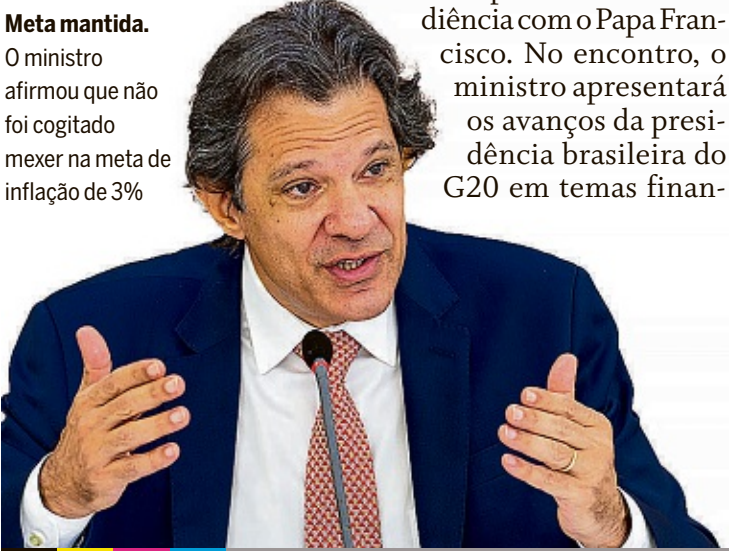 Meta mantida.
O ministro
afirmou que não
foi cogitado
mexer na meta de
inflação de 3%
diência com o Papa Fran-
cisco. No encontro, o
ministro apresentará
os avanços da presi-
dência brasileira do
G20 em temas finan-